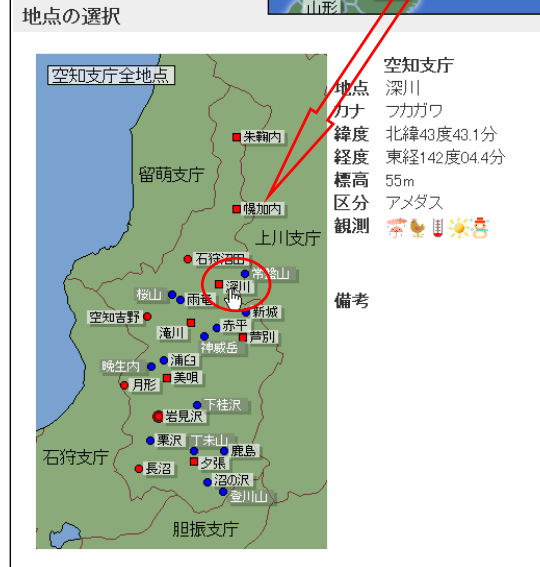 山形
地点の選択
空知支庁全地点
空知支庁
地点 深川
カナ フカガワ
緯度 北緯43度43.1分
経度 東経142度04.4分
標高 55m
区分 アメダス
観測
備考
朱鞠内
留萌支庁
幌加内
上川支庁
石狩沼田
常盤山
深川
桜山
雨竜
新城
空知吉野
滝川
赤平
芦別
神威岳
晩生内
浦臼
月形
美唄
下桂沢
岩見沢
栗沢
丁未山
鹿島
石狩支庁
長沼
夕張
沼の沢
登川山
胆振支庁